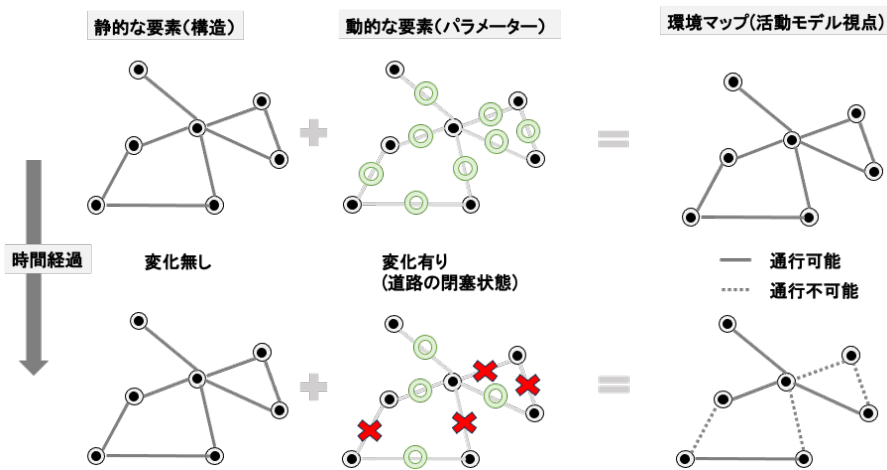 静的な要素(構造)
動的な要素(パラメーター)
環境マップ(活動モデル視点)
時間経過
変化無し
変化有り
(道路の閉塞状態)
通行可能
通行不可能